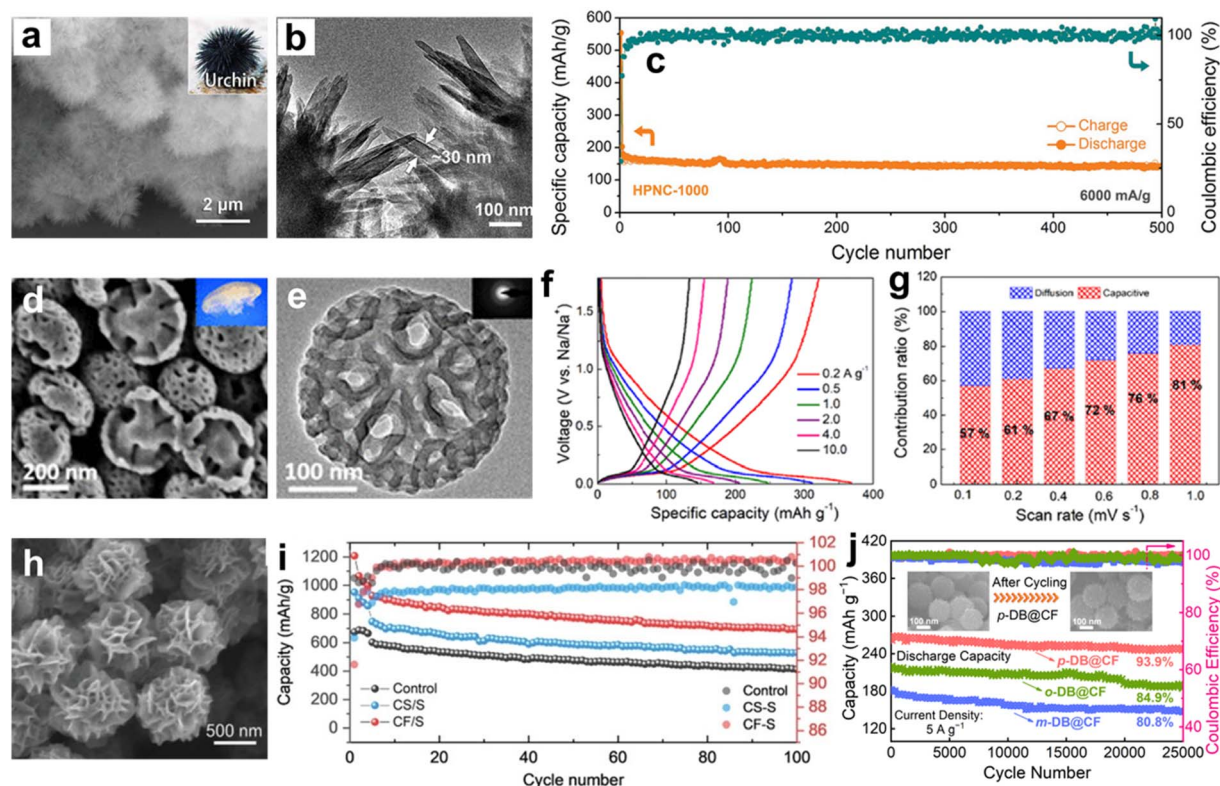 a
Urchin
2 μm
b
~30 nm
100 nm
c
Specific capacity (mAh/g)
600
550
500
450
400
350
300
250
200
150
100
50
0
Coulombic efficiency (%)
100
50
0
Charge
Discharge
HPNC-1000
6000 mA/g
0 100 200 300 400 500
Cycle number
d
200 nm
e
100 nm
f
Voltage (V vs. Na/Na⁺)
1.5
1.0
0.5
0.0
0.2 A g⁻¹
0.5
1.0
2.0
4.0
10.0
0 100 200 300 400
Specific capacity (mAh g⁻¹)
g
Contribution ratio (%)
120
100
80
60
40
20
0
Diffusion Capacitive
57 % 61 % 67 % 72 % 76 % 81 %
0.1 0.2 0.4 0.6 0.8 1.0
Scan rate (mV s⁻¹)
h
500 nm
i
Capacity (mAh/g)
1200
1000
800
600
400
200
0
102
100
98
96
94
92
90
88
86
Control
CS/S
CF/S
Control
CS-S
CF-S
0 20 40 60 80 100
Cycle number
j
Capacity (mAh g⁻¹)
420
360
300
240
180
120
Coulombic Efficiency (%)
100
80
60
40
After Cycling
p-DB@CF
100 nm
100 nm
Discharge Capacity
p-DB@CF 93.9%
o-DB@CF 84.9%
m-DB@CF 80.8%
Current Density:
5 A g⁻¹
0 5000 10000 15000 20000 25000
Cycle Number